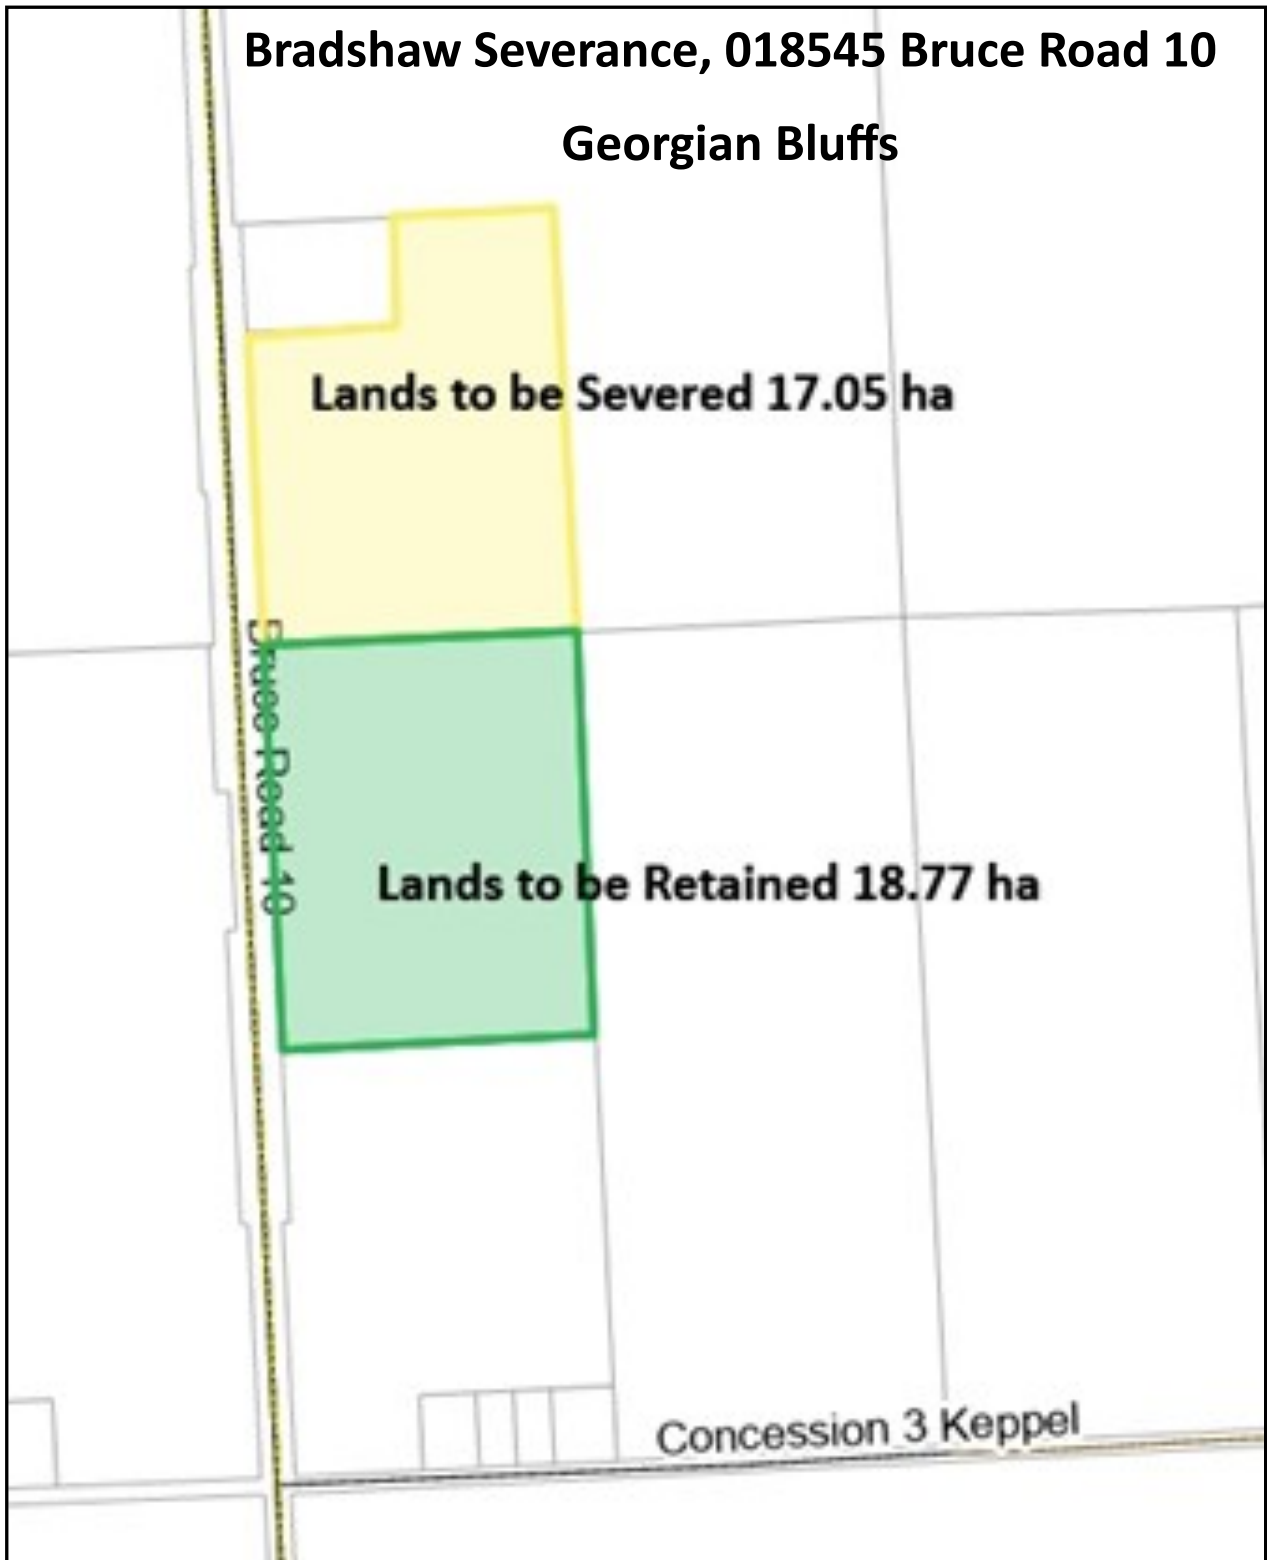 Bradshaw Severance, 018545 Bruce Road 10
Georgian Bluffs
Lands to be Severed 17.05 ha
Bruce Road 10
Lands to be Retained 18.77 ha
Concession 3 Keppel